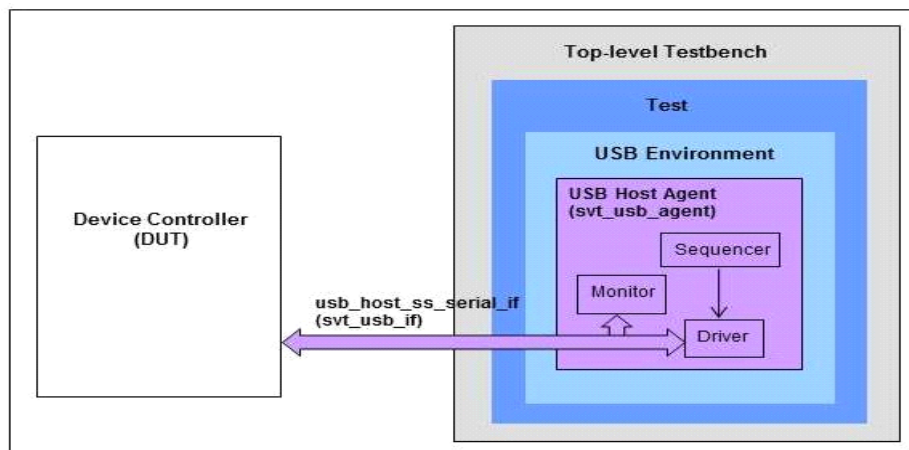 Top-level Testbench
Test
USB Environment
USB Host Agent
(svt_usb_agent)
Sequencer
Monitor
Driver
Device Controller
(DUT)
usb_host_ss_serial_if
(svt_usb_if)